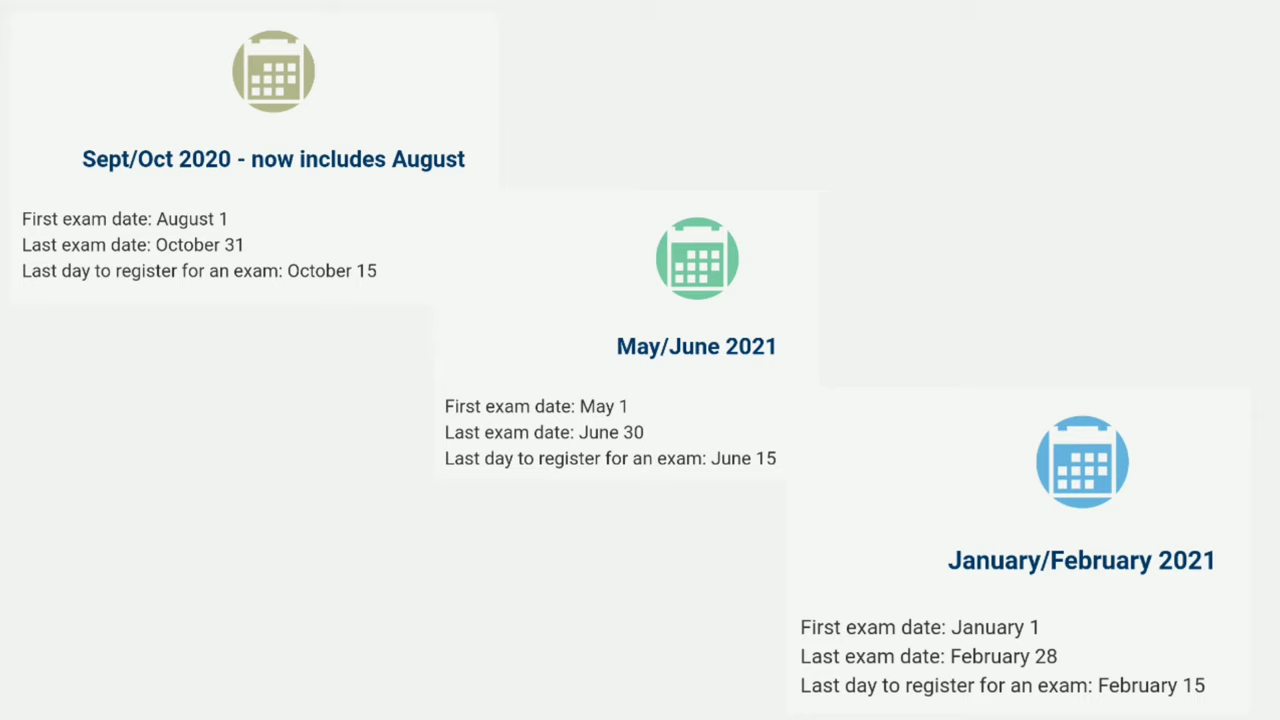 Sept/Oct 2020 - now includes August
First exam date: August 1
Last exam date: October 31
Last day to register for an exam: October 15
May/June 2021
First exam date: May 1
Last exam date: June 30
Last day to register for an exam: June 15
January/February 2021
First exam date: January 1
Last exam date: February 28
Last day to register for an exam: February 15